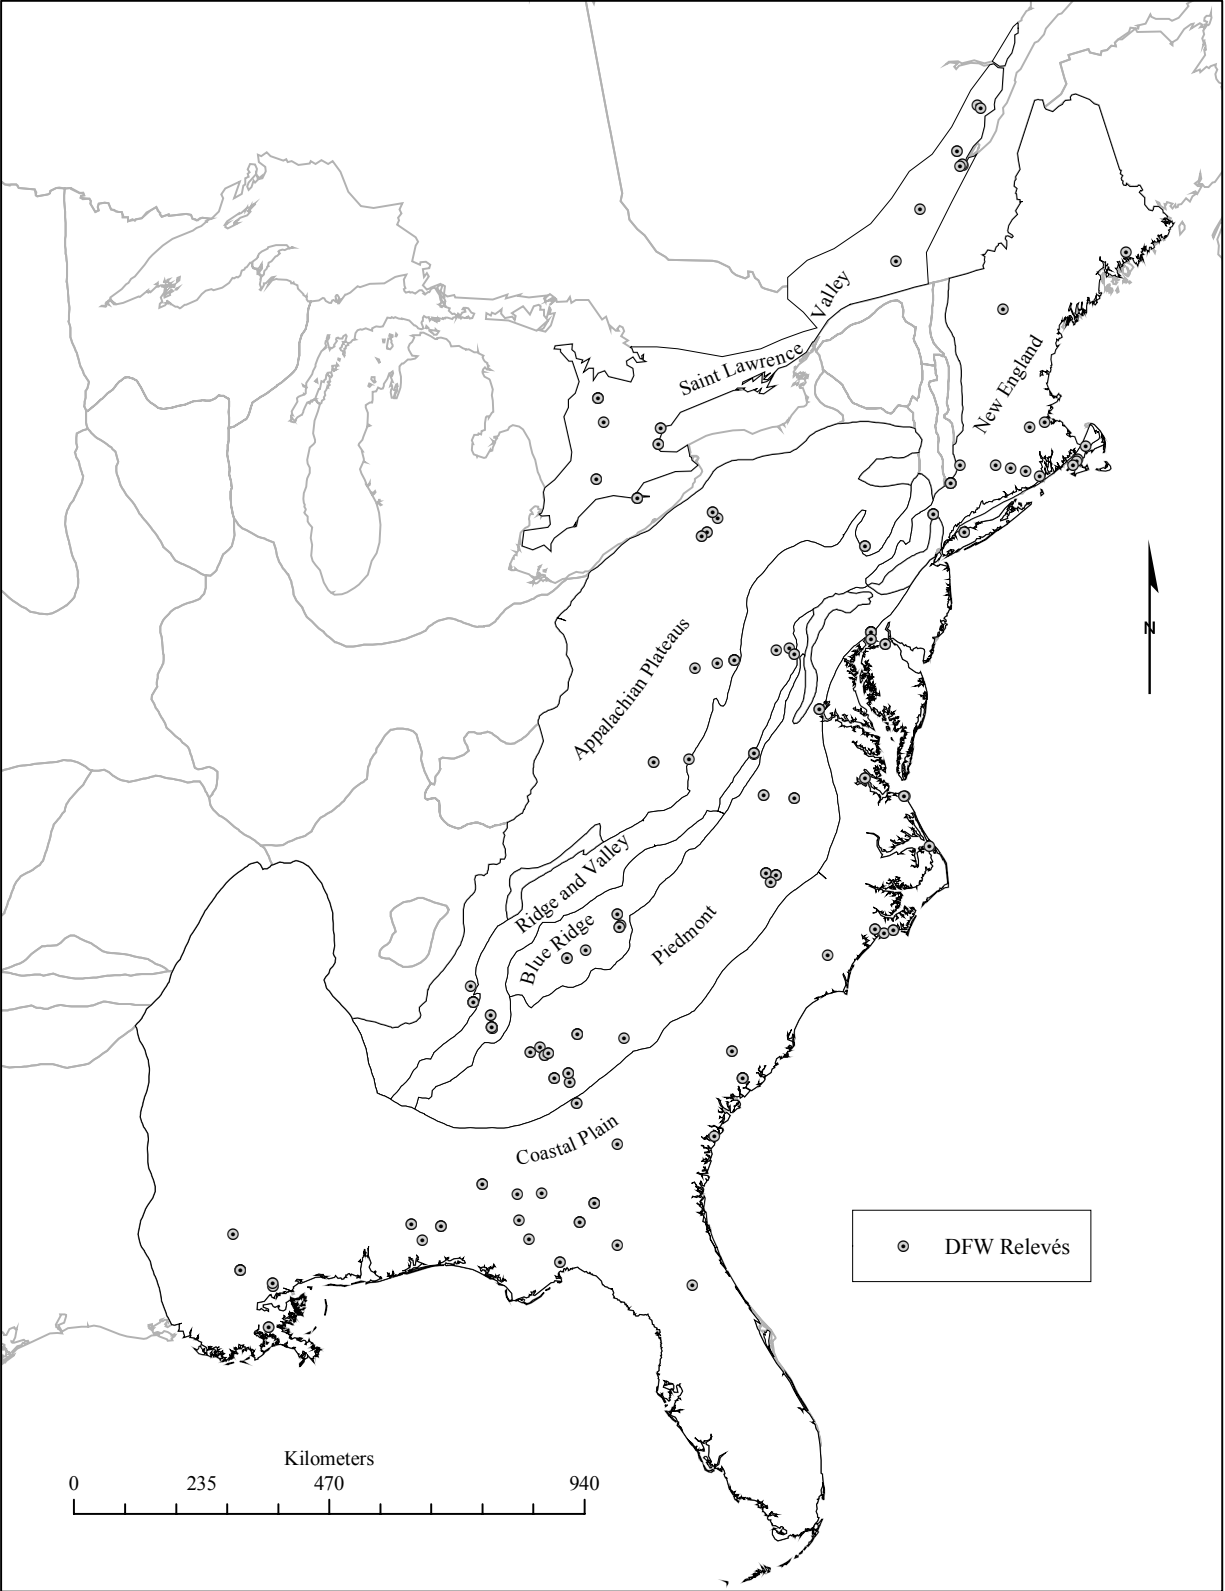 Valley
Saint Lawrence
New England
N
Appalachian Plateaus
Ridge and Valley
Blue Ridge
Piedmont
Coastal Plain
DFW Relevés
Kilometers
0 235 470 940